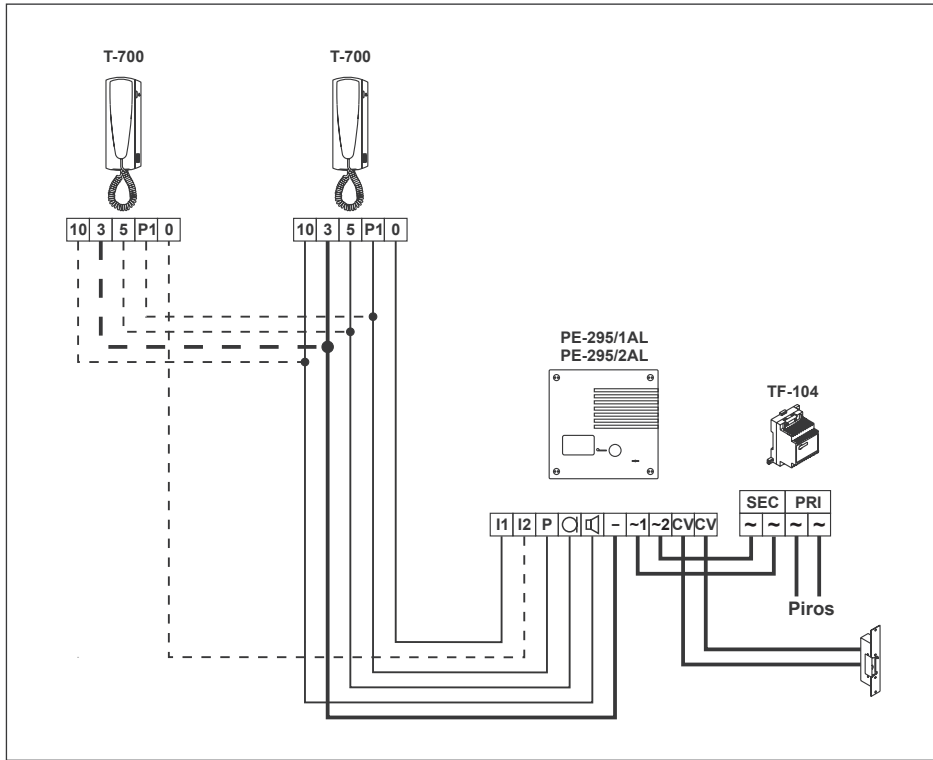 T-700
T-700
10 3 5 P1 0
10 3 5 P1 0
PE-295/1AL
PE-295/2AL
TF-104
SEC PRI
I1 I2 P – ~1 ~2 CV CV
~ ~ ~ ~
Piros